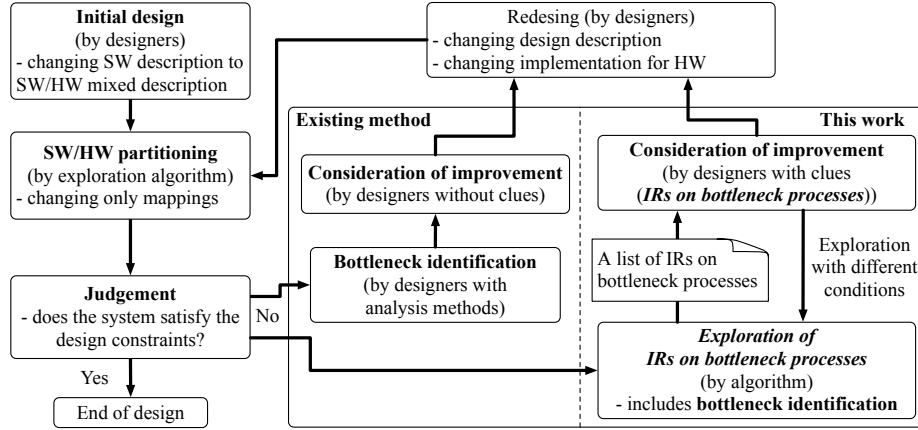 Initial design
(by designers)
- changing SW description to
SW/HW mixed description
Redesing (by designers)
- changing design description
- changing implementation for HW
Existing method
This work
SW/HW partitioning
(by exploration algorithm)
- changing only mappings
Consideration of improvement
(by designers without clues)
Consideration of improvement
(by designers with clues
(IRs on bottleneck processes))
Bottleneck identification
(by designers with
analysis methods)
A list of IRs on
bottleneck processes
Exploration
with different
conditions
Judgement
- does the system satisfy the
design constraints?
No
Yes
End of design
Exploration of
IRs on bottleneck processes
(by algorithm)
- includes bottleneck identification